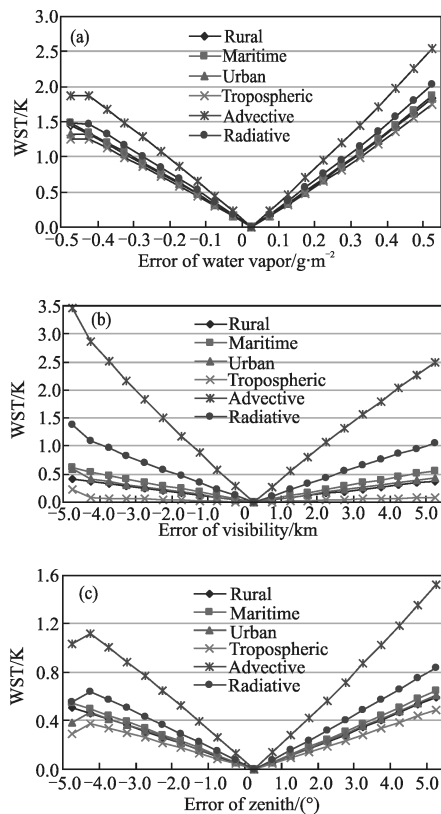 (a)
Rural
Maritime
Urban
Tropospheric
Advective
Radiative
WST/K
3.0
2.5
2.0
1.5
1.0
0.5
0.0
-0.5 -0.4 -0.3 -0.2 -0.1 0 0.1 0.2 0.3 0.4 0.5
Error of water vapor/g·m⁻²
(b)
Rural
Maritime
Urban
Tropospheric
Advective
Radiative
WST/K
3.5
3.0
2.5
2.0
1.5
1.0
0.5
0.0
-5.0 -4.0 -3.0 -2.0 -1.0 0 1.0 2.0 3.0 4.0 5.0
Error of visibility/km
(c)
Rural
Maritime
Urban
Tropospheric
Advective
Radiative
WST/K
1.6
1.2
0.8
0.4
0.0
-5.0 -4.0 -3.0 -2.0 -1.0 0 1.0 2.0 3.0 4.0 5.0
Error of zenith/(°)